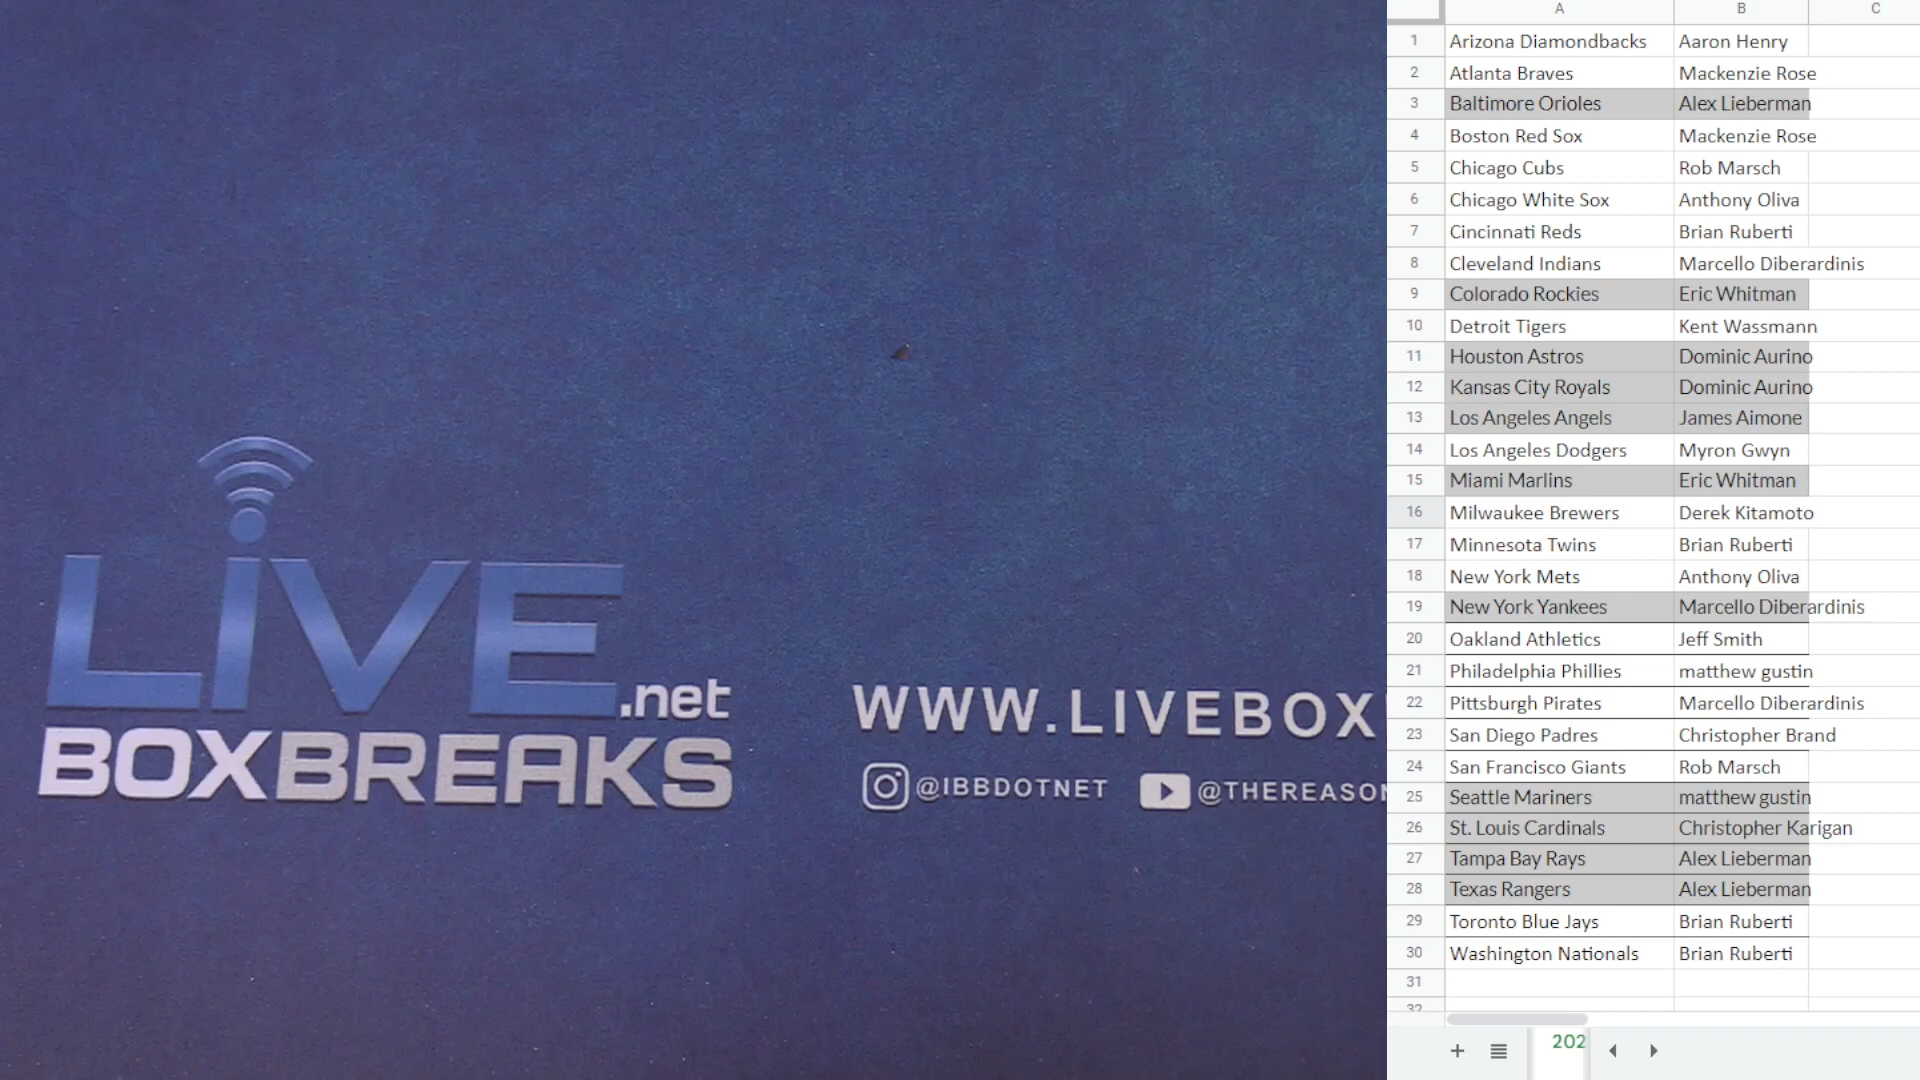 LIVE.net
BOXBREAKS
WWW.LIVEBOX
@IBBDOTNET @THEREASON
A B C
1 Arizona Diamondbacks Aaron Henry
2 Atlanta Braves Mackenzie Rose
3 Baltimore Orioles Alex Lieberman
4 Boston Red Sox Mackenzie Rose
5 Chicago Cubs Rob Marsch
6 Chicago White Sox Anthony Oliva
7 Cincinnati Reds Brian Ruberti
8 Cleveland Indians Marcello Diberardinis
9 Colorado Rockies Eric Whitman
10 Detroit Tigers Kent Wassmann
11 Houston Astros Dominic Aurino
12 Kansas City Royals Dominic Aurino
13 Los Angeles Angels James Aimone
14 Los Angeles Dodgers Myron Gwyn
15 Miami Marlins Eric Whitman
16 Milwaukee Brewers Derek Kitamoto
17 Minnesota Twins Brian Ruberti
18 New York Mets Anthony Oliva
19 New York Yankees Marcello Diberardinis
20 Oakland Athletics Jeff Smith
21 Philadelphia Phillies matthew gustin
22 Pittsburgh Pirates Marcello Diberardinis
23 San Diego Padres Christopher Brand
24 San Francisco Giants Rob Marsch
25 Seattle Mariners matthew gustin
26 St. Louis Cardinals Christopher Karigan
27 Tampa Bay Rays Alex Lieberman
28 Texas Rangers Alex Lieberman
29 Toronto Blue Jays Brian Ruberti
30 Washington Nationals Brian Ruberti
31
32
202